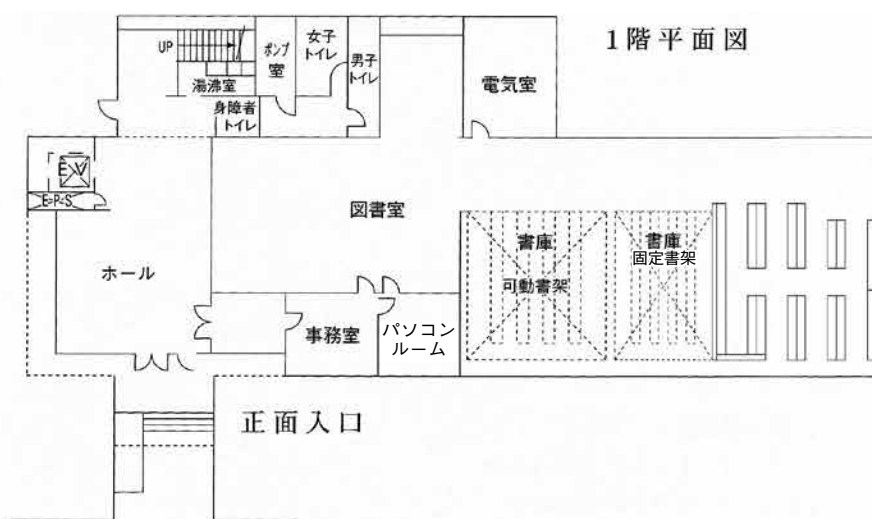 1階平面図
UP
ポンプ
室
女子
トイレ
男子
トイレ
電気室
湯沸室
身障者
トイレ
E V
E=P=S
図書室
書庫
可動書架
書庫
固定書架
ホール
事務室
パソコン
ルーム
正面入口